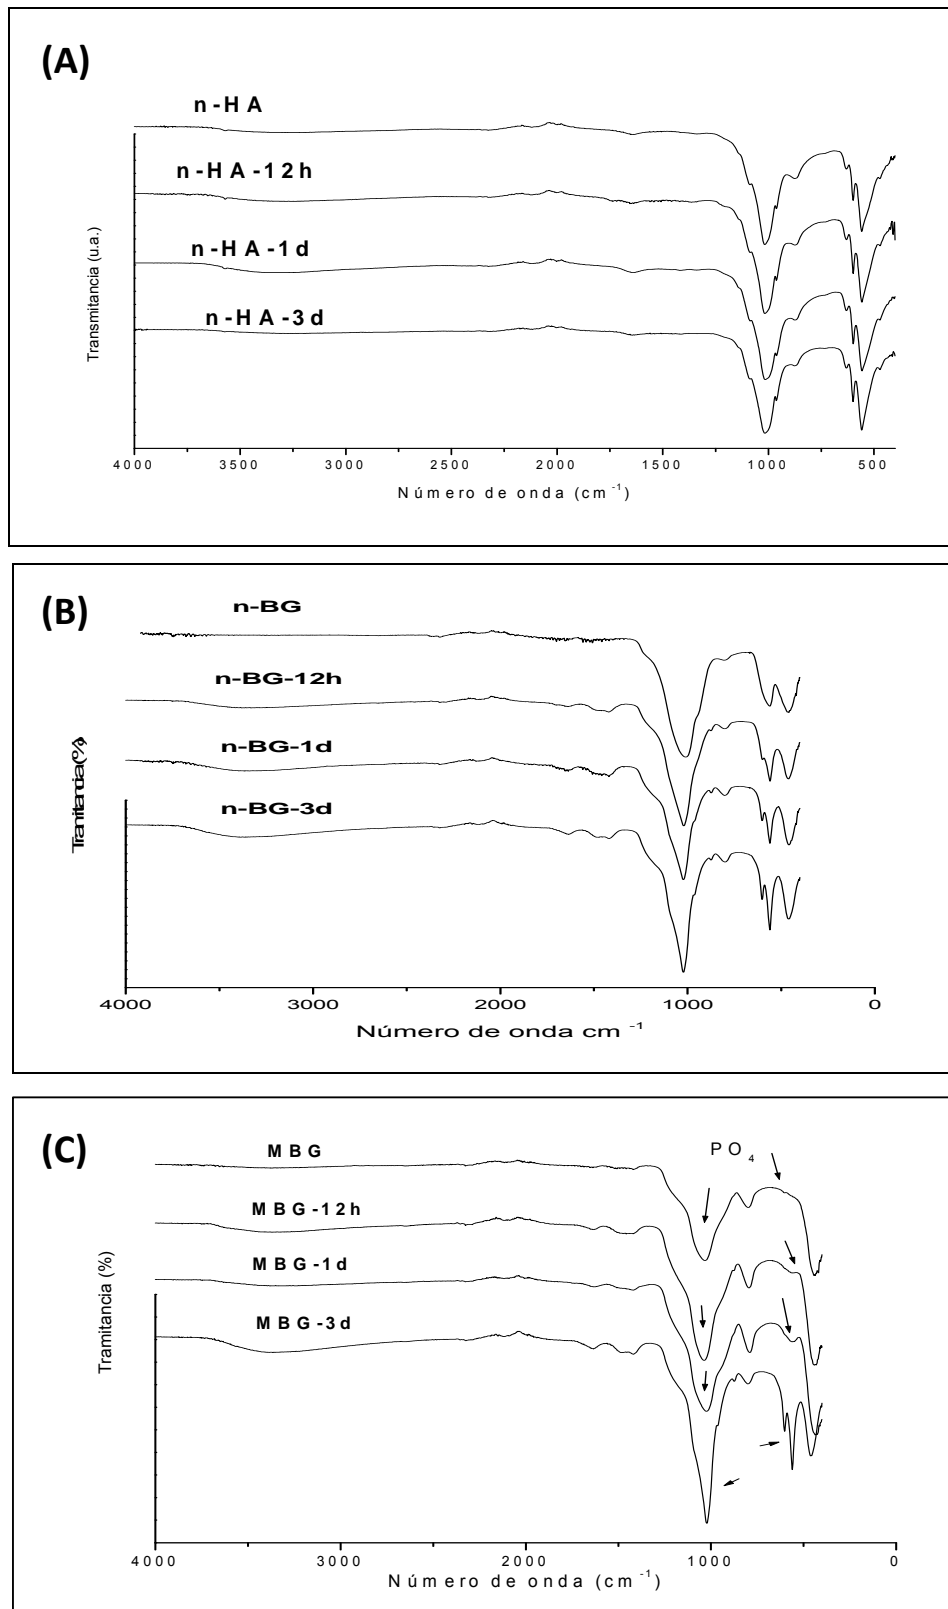 (A)
n-HA
n-HA-12h
n-HA-1d
n-HA-3d
Transmitancia (u.a.)
4000 3500 3000 2500 2000 1500 1000 500
Número de onda (cm⁻¹)
(B)
n-BG
n-BG-12h
n-BG-1d
n-BG-3d
4000 3000 2000 1000 0
Número de onda cm⁻¹
(C)
MBG
PO₄
MBG-12h
MBG-1d
MBG-3d
Tramitancia (%)
4000 3000 2000 1000 0
Número de onda (cm⁻¹)